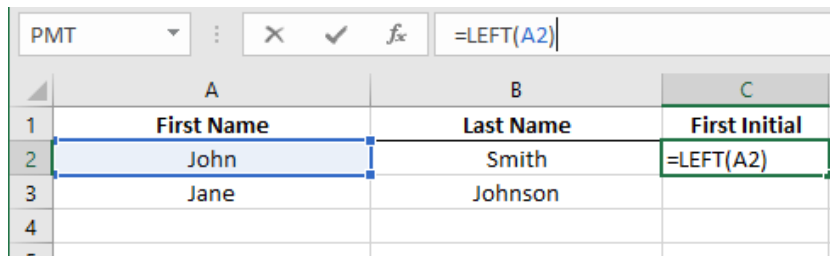 PMT fx =LEFT(A2)
A B C
1 First Name Last Name First Initial
2 John Smith =LEFT(A2)
3 Jane Johnson
4